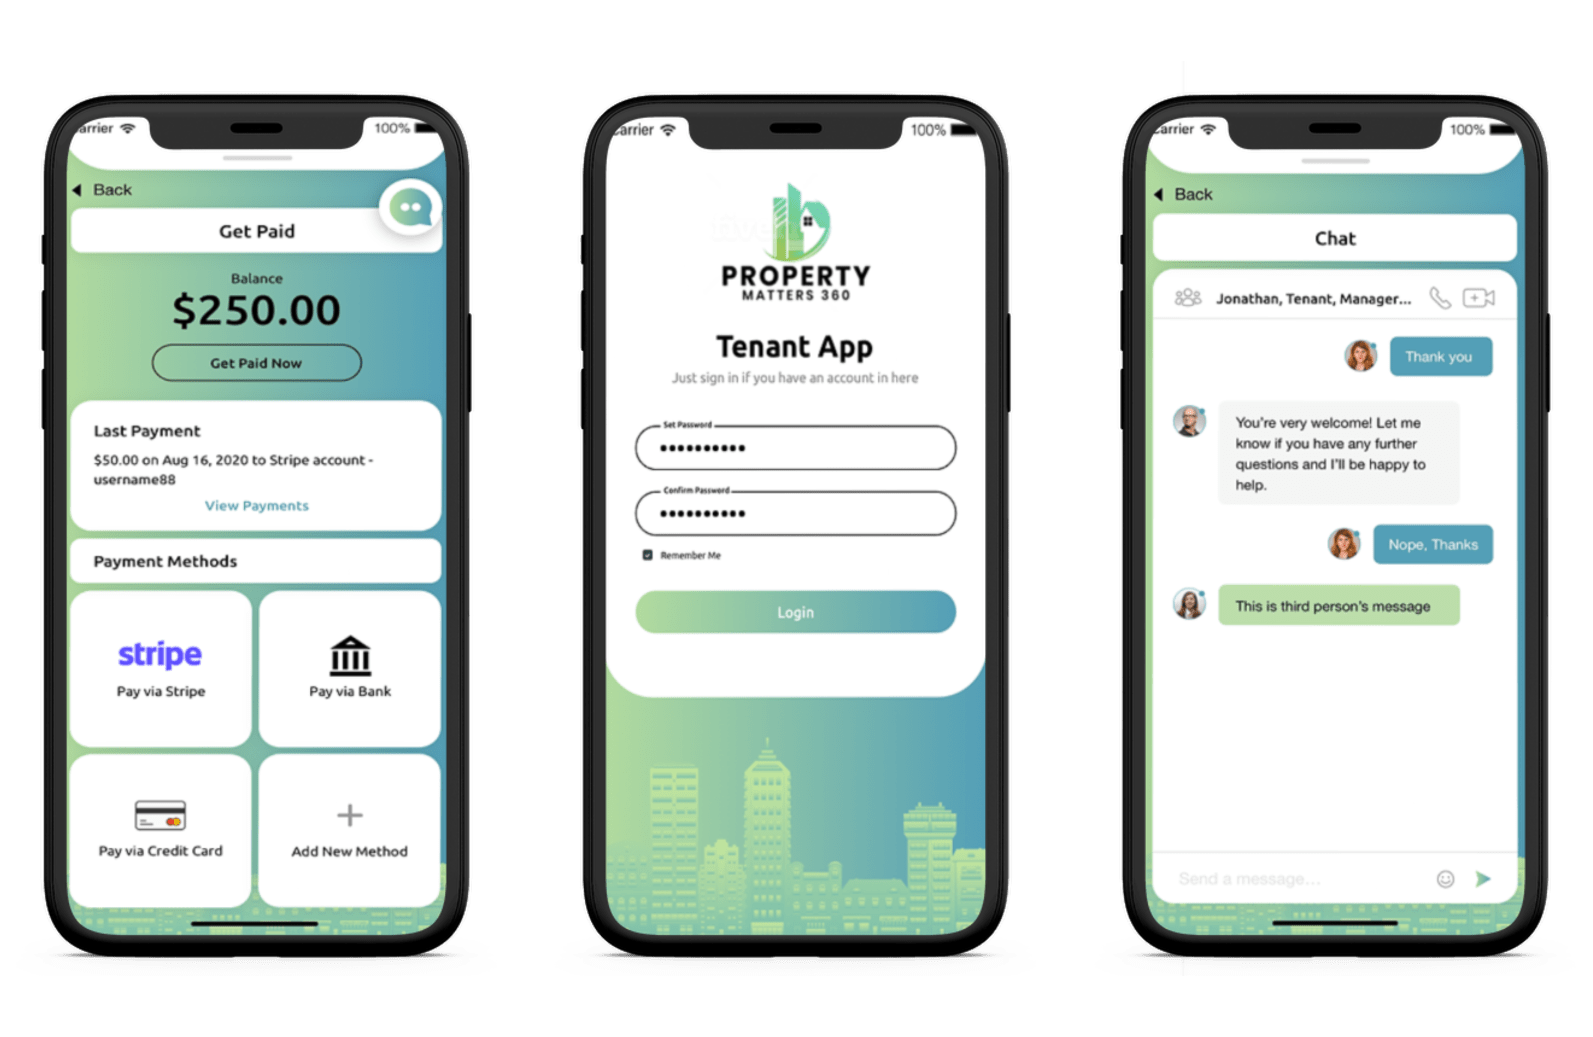 arrier
100%
Back
Get Paid
Balance
$250.00
Get Paid Now
Last Payment
$50.00 on Aug 16, 2020 to Stripe account -
username88
View Payments
Payment Methods
stripe
Pay via Stripe
Pay via Bank
Pay via Credit Card
Add New Method
arrier
100%
PROPERTY
MATTERS 360
Tenant App
Just sign in if you have an account in here
Set Password
Confirm Password
Remember Me
Login
arrier
100%
Back
Chat
Jonathan, Tenant, Manager...
Thank you
You're very welcome! Let me
know if you have any further
questions and I'll be happy to
help.
Nope, Thanks
This is third person's message
Send a message...